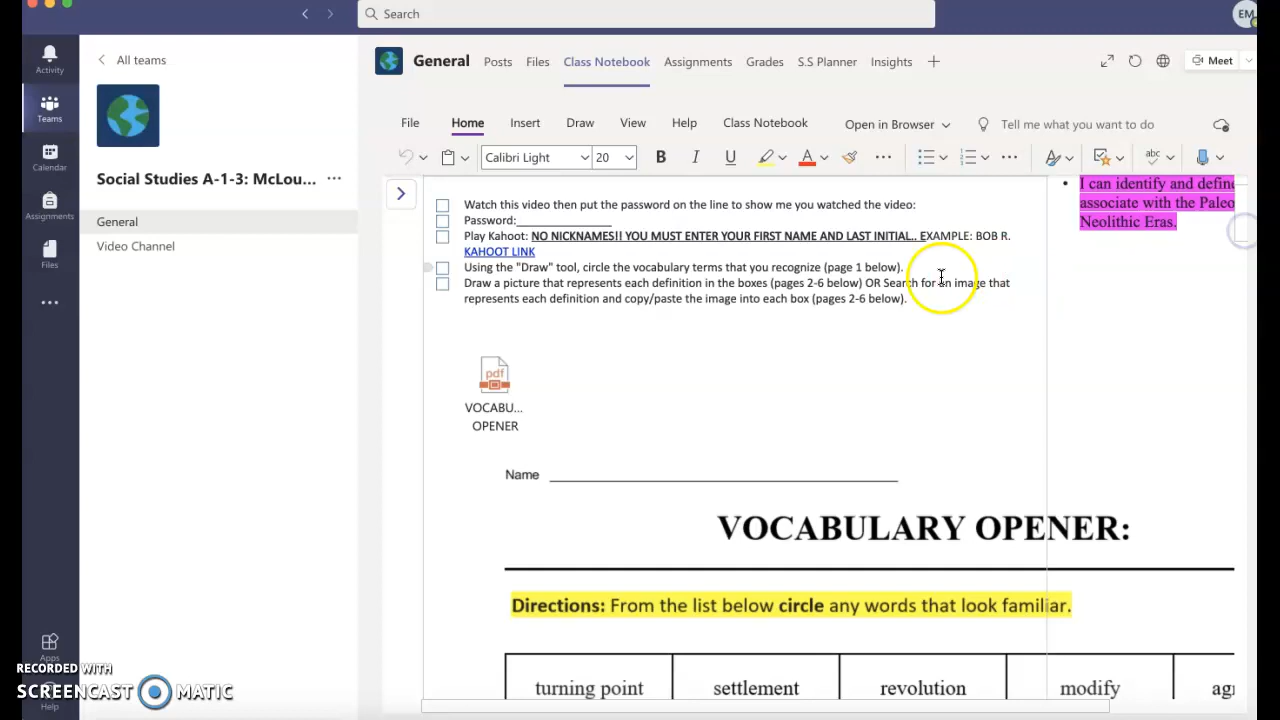 Search
EM
Activity
Teams
Calendar
Assignments
Files
Apps
Help
All teams
Social Studies A-1-3: McLou...
General
Video Channel
General Posts Files Class Notebook Assignments Grades S.S Planner Insights
Meet
File Home Insert Draw View Help Class Notebook Open in Browser Tell me what you want to do
Calibri Light 20 B I U A abc
Watch this video then put the password on the line to show me you watched the video:
Password:_______________
Play Kahoot: NO NICKNAMES!! YOU MUST ENTER YOUR FIRST NAME AND LAST INITIAL.. EXAMPLE: BOB R.
KAHOOT LINK
Using the "Draw" tool, circle the vocabulary terms that you recognize (page 1 below).
Draw a picture that represents each definition in the boxes (pages 2-6 below) OR Search for an image that
represents each definition and copy/paste the image into each box (pages 2-6 below).
• I can identify and define
associate with the Paleo
Neolithic Eras.
pdf
VOCABU...
OPENER
Name
VOCABULARY OPENER:
Directions: From the list below circle any words that look familiar.
turning point settlement revolution modify
RECORDED WITH
SCREENCAST MATIC